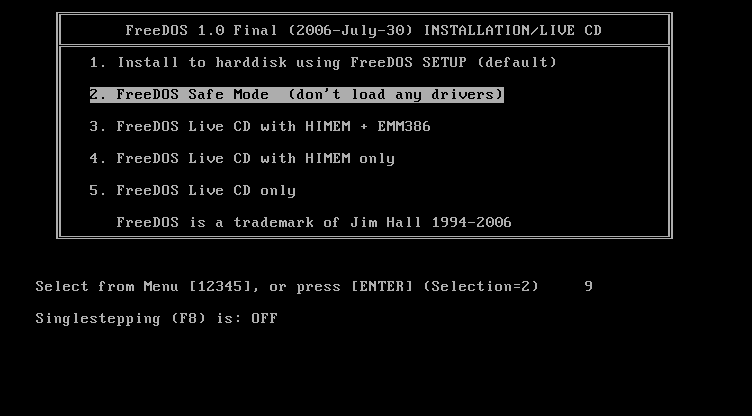 FreeDOS 1.0 Final (2006-July-30) INSTALLATION/LIVE CD
1. Install to harddisk using FreeDOS SETUP (default)
2. FreeDOS Safe Mode  (don't load any drivers)
3. FreeDOS Live CD with HIMEM + EMM386
4. FreeDOS Live CD with HIMEM only
5. FreeDOS Live CD only
FreeDOS is a trademark of Jim Hall 1994-2006
Select from Menu [12345], or press [ENTER] (Selection=2)     9
Singlestepping (F8) is: OFF